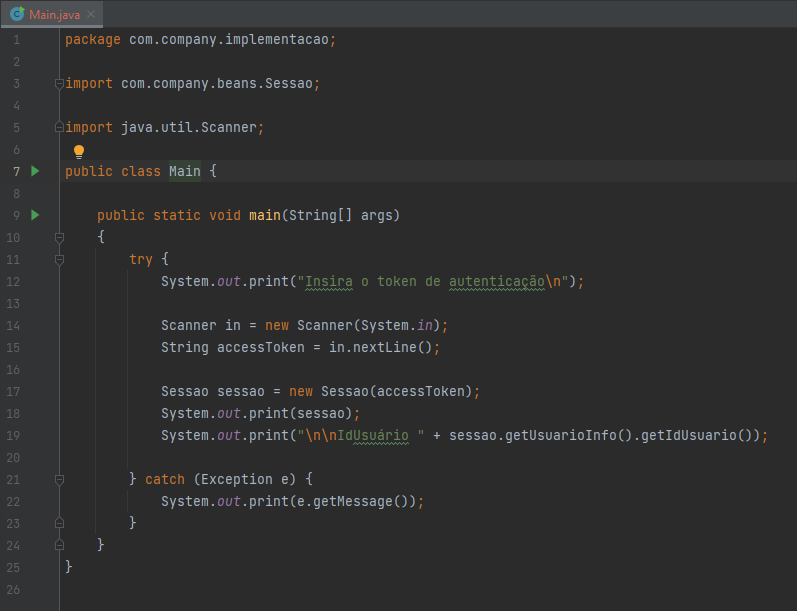 Main.java
1 package com.company.implementacao;
2
3 import com.company.beans.Sessao;
4
5 import java.util.Scanner;
6
7 public class Main {
8
9     public static void main(String[] args)
10     {
11         try {
12             System.out.print("Insira o token de autenticação\n");
13
14             Scanner in = new Scanner(System.in);
15             String accessToken = in.nextLine();
16
17             Sessao sessao = new Sessao(accessToken);
18             System.out.print(sessao);
19             System.out.print("\n\nIdUsuário " + sessao.getUsuarioInfo().getIdUsuario());
20
21         } catch (Exception e) {
22             System.out.print(e.getMessage());
23         }
24     }
25 }
26